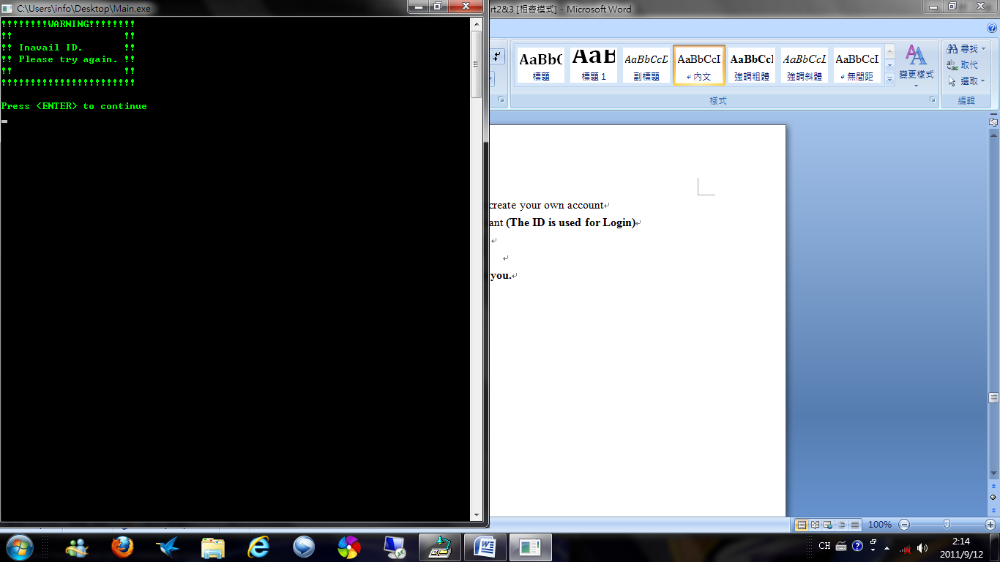 C:\Users\info\Desktop\Main.exe
!!!!!!!!WARNING!!!!!!!!
!! !!
!! Inavail ID. !!
!! Please try again. !!
!! !!
!!!!!!!!!!!!!!!!!!!!!!!
Press <ENTER> to continue
rt2&3 [相容模式] - Microsoft Word
AaBbC AaB AaBbCcD AaBbCcI AaBbCcI AaBbCcI AaBbCcI
標題 標題 1 副標題 ↵ 內文 強調粗體 強調斜體 ↵ 無間距
變更樣式
樣式
尋找
取代
選取
編輯
create your own account
ant (The ID is used for Login)
you.
100%
CH
2:14
2011/9/12